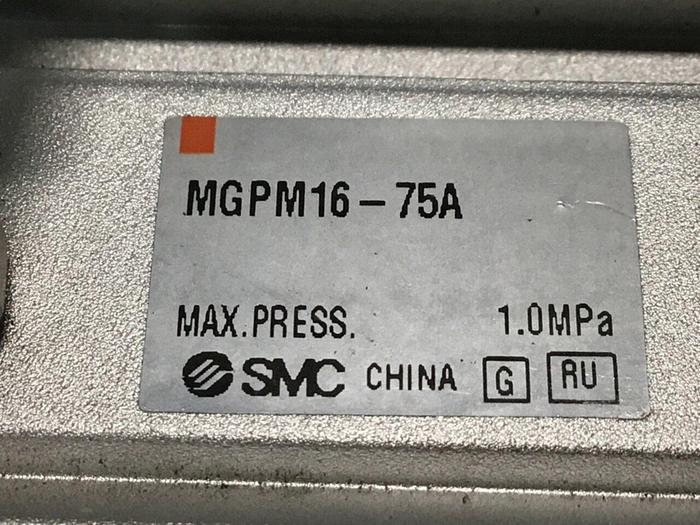 MGPM16-75A
MAX.PRESS. 1.0MPa
SMC CHINA G RU